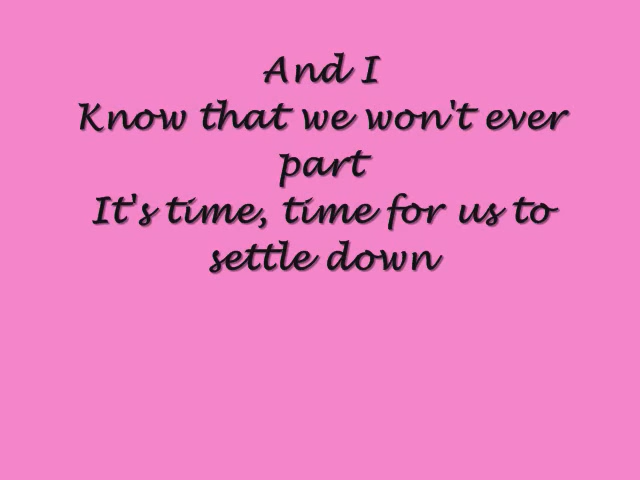 And I
Know that we won't ever
part
It's time, time for us to
settle down